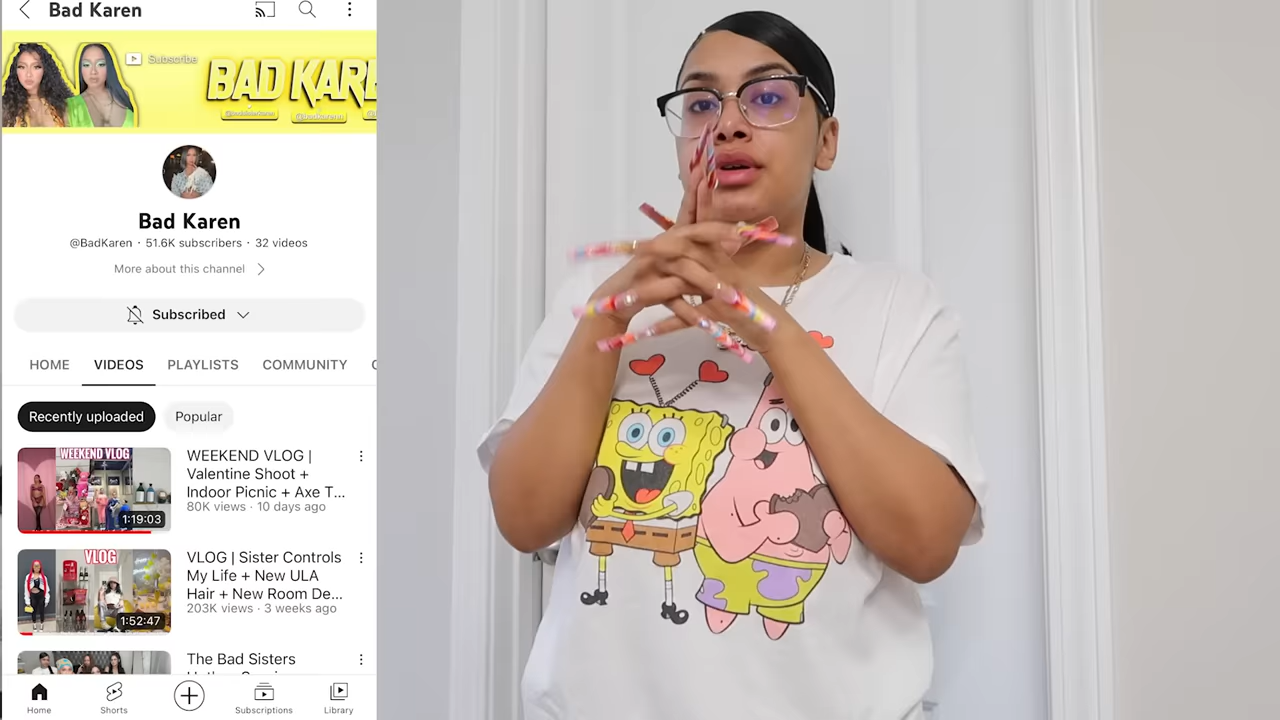 Bad Karen
Subscribe
BAD KARE
Bad Karen
@BadKaren · 51.6K subscribers · 32 videos
More about this channel
Subscribed
HOME VIDEOS PLAYLISTS COMMUNITY
Recently uploaded Popular
WEEKEND VLOG
1:19:03
WEEKEND VLOG |
Valentine Shoot +
Indoor Picnic + Axe T...
80K views · 10 days ago
VLOG
1:52:47
VLOG | Sister Controls
My Life + New ULA
Hair + New Room De...
203K views · 3 weeks ago
The Bad Sisters
Home Shorts Subscriptions Library